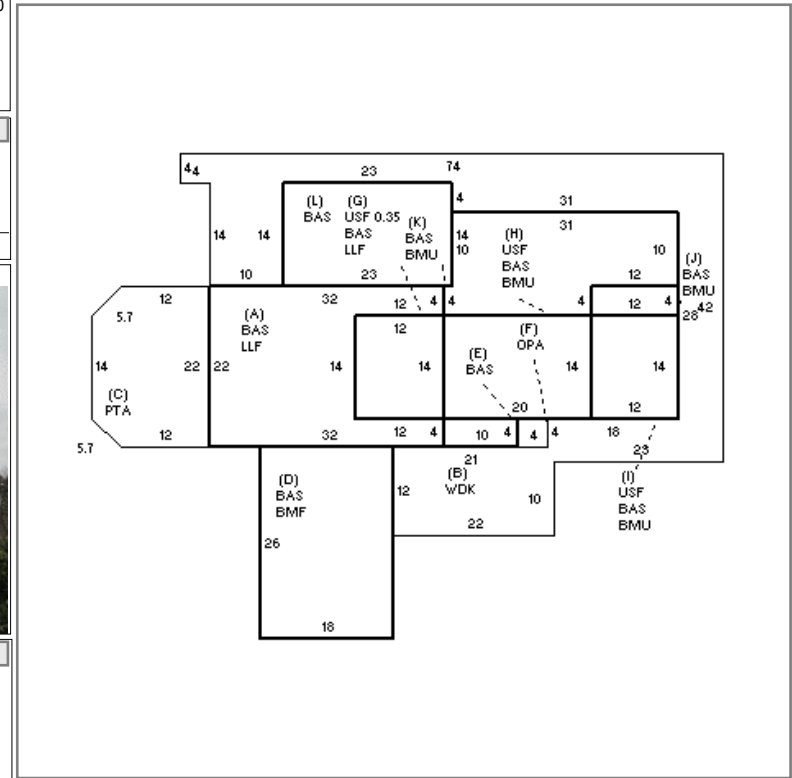 0
4 4
23
74
4
31
31
(L)
BAS
(G)
USF 0.35
BAS
LLF
(K)
BAS
BMU
(H)
USF
BAS
BMU
(J)
BAS
BMU
14
14
14
10
10
10
23
12
12
32
12
4
4
4
12
4
42
28
5.7
(A)
BAS
LLF
12
(F)
OPA
(E)
BAS
14
22
22
14
14
14
14
(C)
PTA
20
12
12
32
12
4
10
4
4
4
18
5.7
21
23
(D)
BAS
BMF
(B)
WDK
12
10
(I)
USF
BAS
BMU
22
26
18